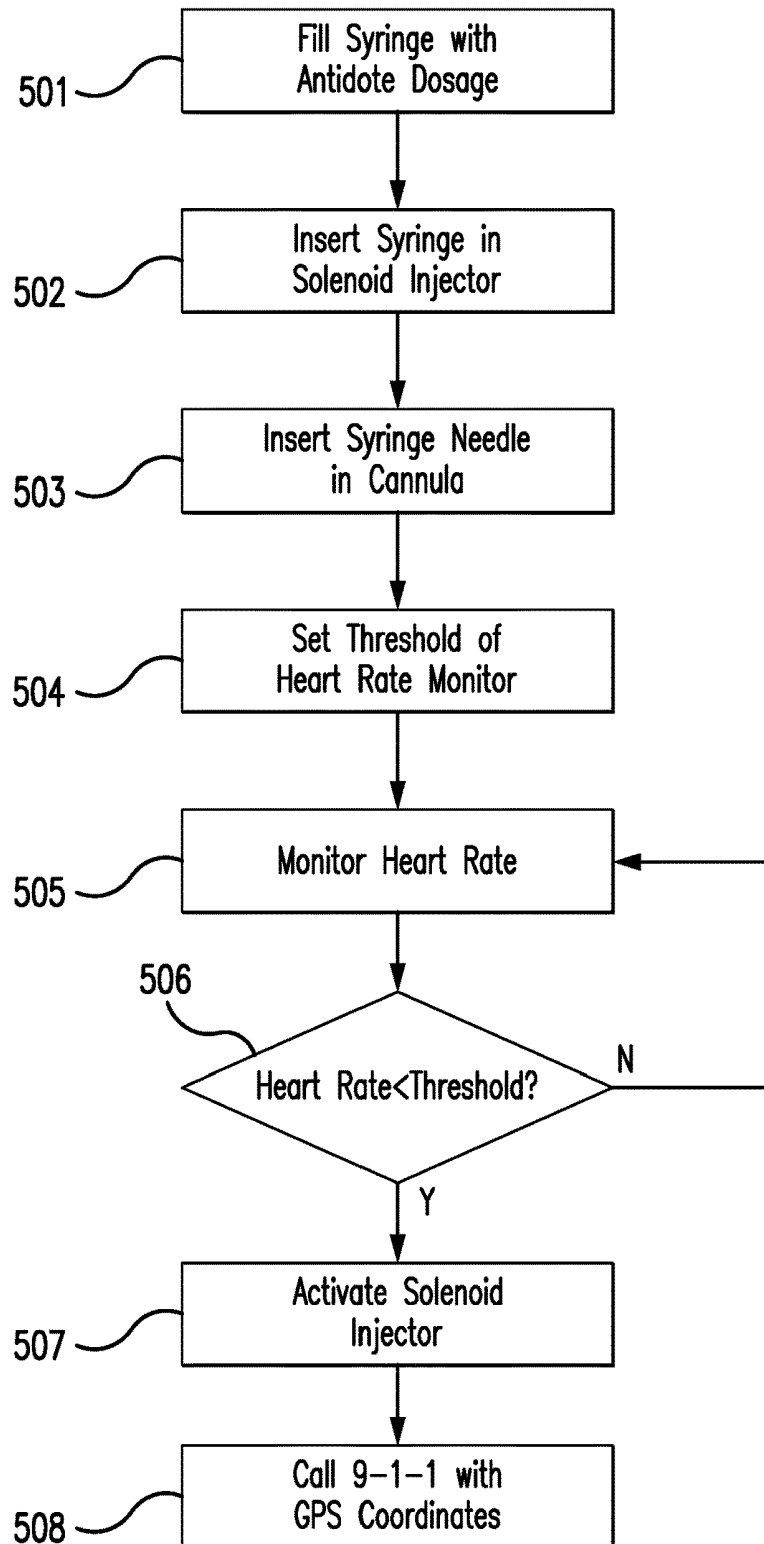 Fill Syringe with
Antidote Dosage
501
Insert Syringe in
Solenoid Injector
502
Insert Syringe Needle
in Cannula
503
Set Threshold of
Heart Rate Monitor
504
Monitor Heart Rate
505
506
Heart Rate<Threshold?
N
Y
Activate Solenoid
Injector
507
Call 9-1-1 with
GPS Coordinates
508